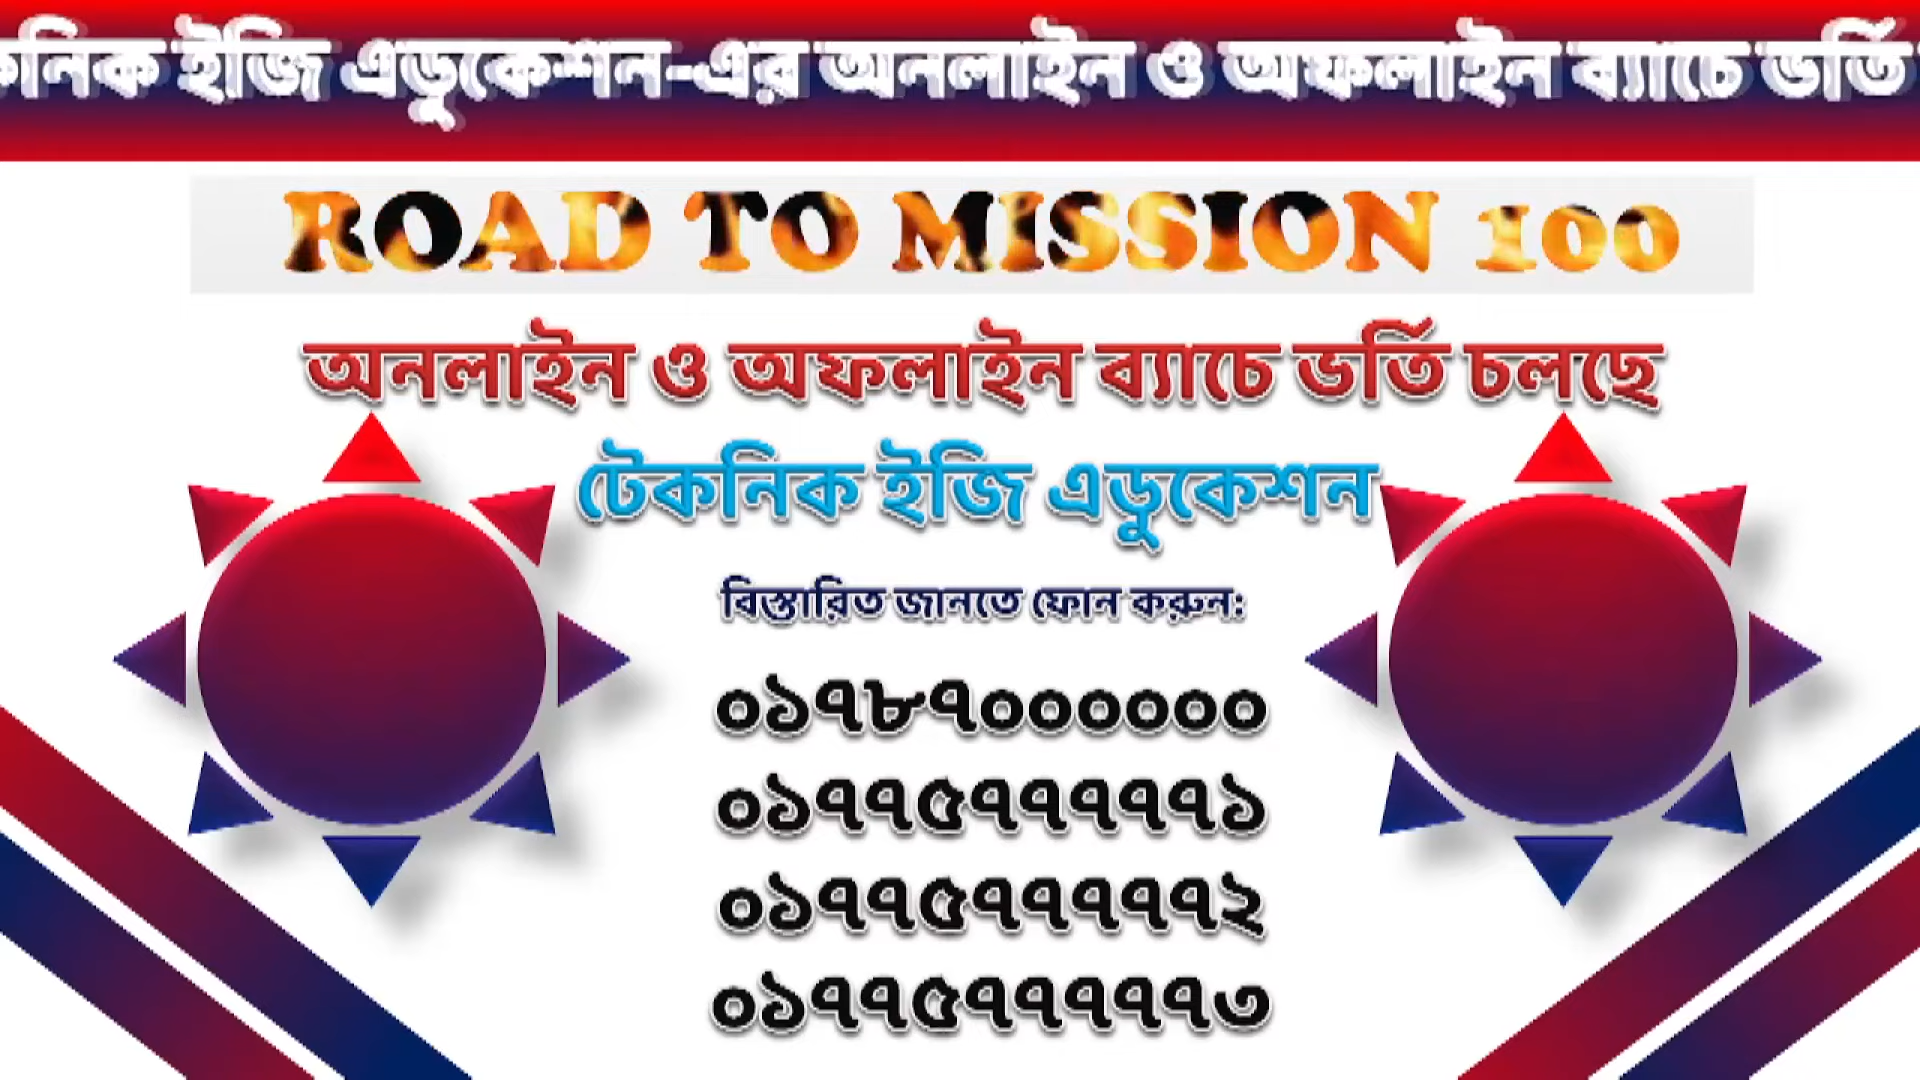 ইজি এডুকেশন-এর অনলাইন ও অফলাইন ব্যাচে ভর্তি
ROAD TO MISSION 100
অনলাইন ও অফলাইন ব্যাচে ভর্তি চলছে
টেকনিক ইজি এডুকেশন
বিস্তারিত জানতে ফোন করুন:
০১৭৮৭০০০০০০
০১৭৭৫৭৭৭৭৭১
০১৭৭৫৭৭৭৭৭২
০১৭৭৫৭৭৭৭৭৩